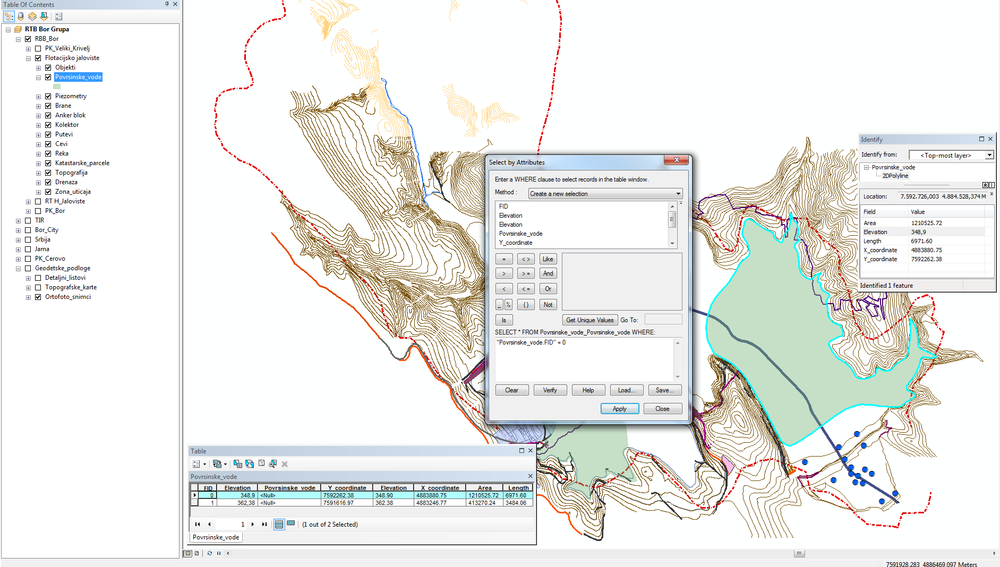 Table Of Contents
RTB Bor Grupa
RBB_Bor
PK_Veliki_Krivelj
Flotacijsko jaloviste
Objekti
Povrsinske_vode
Piezometry
Brane
Anker blok
Kolektor
Putevi
Cevi
Reka
Katastarske_parcele
Topografija
Drenaza
Zona_uticaja
RT H_Jaloviste
PK_Bor
TIR
Bor_City
Srbija
Jama
PK_Cerovo
Geodetske_podloge
Detaljni_listovi
Topografske_karte
Ortofoto_snimci
Select by Attributes
Enter a WHERE clause to select records in the table window.
Method : Create a new selection
FID
Elevation
Elevation
Povrsinske_vode
Y_coordinate
= < > Like
> > = And
< < = Or
_ % ( ) Not
Is Get Unique Values Go To:
SELECT * FROM Povrsinske_vode_Povrsinske_vode WHERE:
"Povrsinske_vode.FID" = 0
Clear Verify Help Load... Save...
Apply Close
Identify
Identify from: <Top-most layer>
Povrsinske_vode
2DPolyline
Location: 7.592.726,003 4.884.528,374 M
Field Value
Area 1210525.72
Elevation 348,9
Length 6971.60
X_coordinate 4883880.75
Y_coordinate 7592262.38
Identified 1 feature
Table
Povrsinske_vode
FID Elevation Povrsinske_vode Y_coordinate Elevation X_coordinate Area Length
0 348,9 <Null> 7592262.38 348.90 4883880.75 1210525.72 6971.60
1 362,38 <Null> 7591616.97 362.38 4883246.77 413270.24 3484.06
1 (1 out of 2 Selected)
Povrsinske_vode
7591928.283 4886469.097 Meters